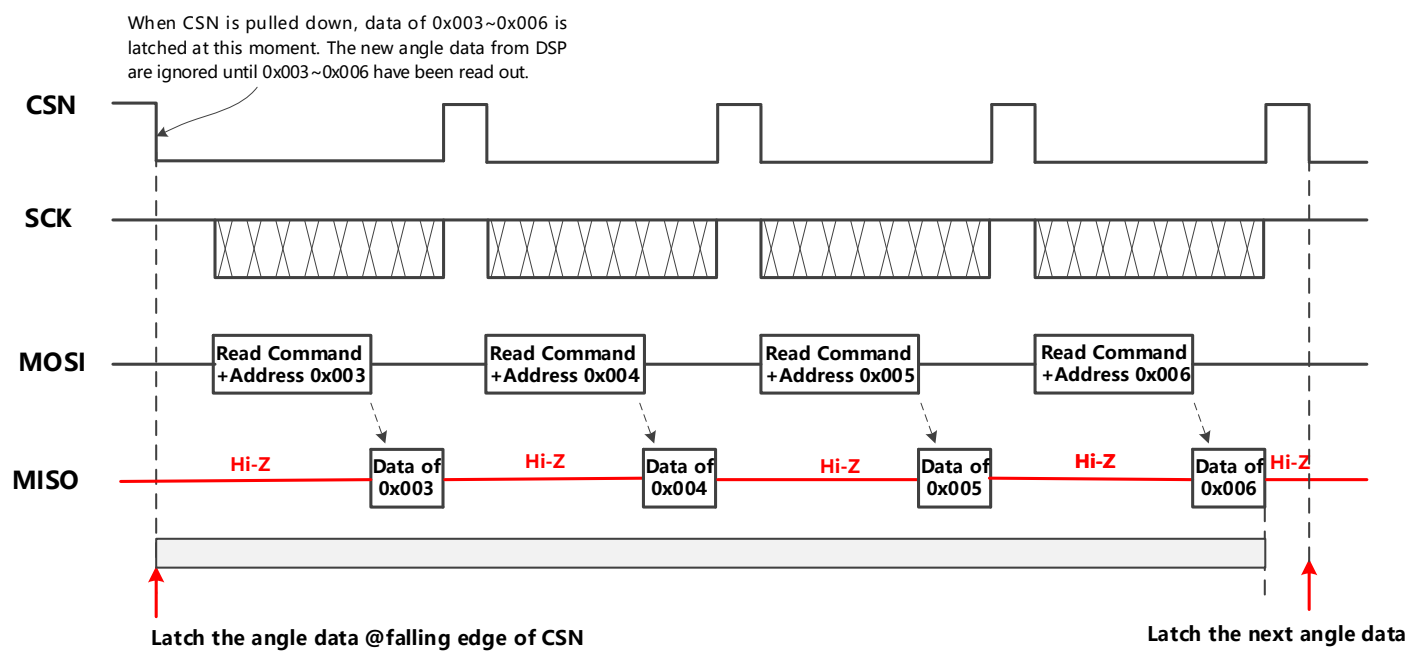 When CSN is pulled down, data of 0x003~0x006 is
latched at this moment. The new angle data from DSP
are ignored until 0x003~0x006 have been read out.
CSN
SCK
MOSI
Read Command
+Address 0x003
Read Command
+Address 0x004
Read Command
+Address 0x005
Read Command
+Address 0x006
MISO
Hi-Z
Data of
0x003
Hi-Z
Data of
0x004
Hi-Z
Data of
0x005
Hi-Z
Data of
0x006
Hi-Z
Latch the angle data @falling edge of CSN
Latch the next angle data